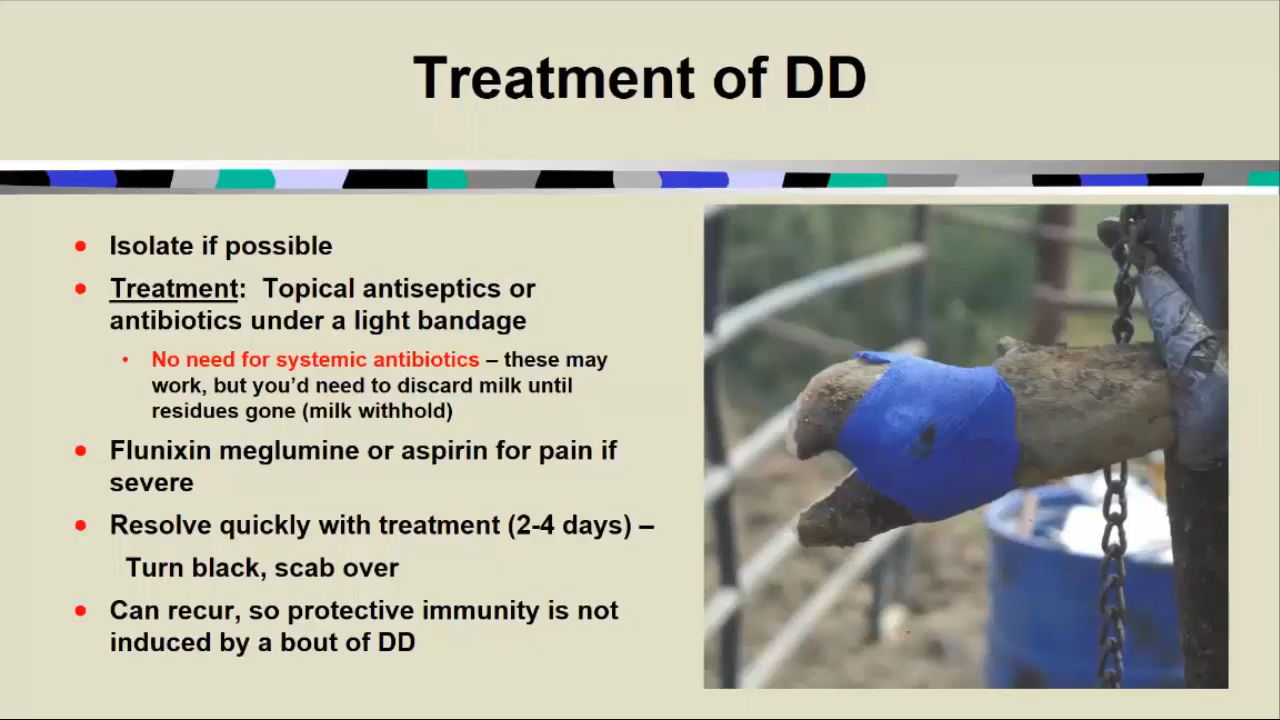 Treatment of DD
• Isolate if possible
• Treatment: Topical antiseptics or
antibiotics under a light bandage
• No need for systemic antibiotics – these may
work, but you’d need to discard milk until
residues gone (milk withhold)
• Flunixin meglumine or aspirin for pain if
severe
• Resolve quickly with treatment (2-4 days) –
Turn black, scab over
• Can recur, so protective immunity is not
induced by a bout of DD